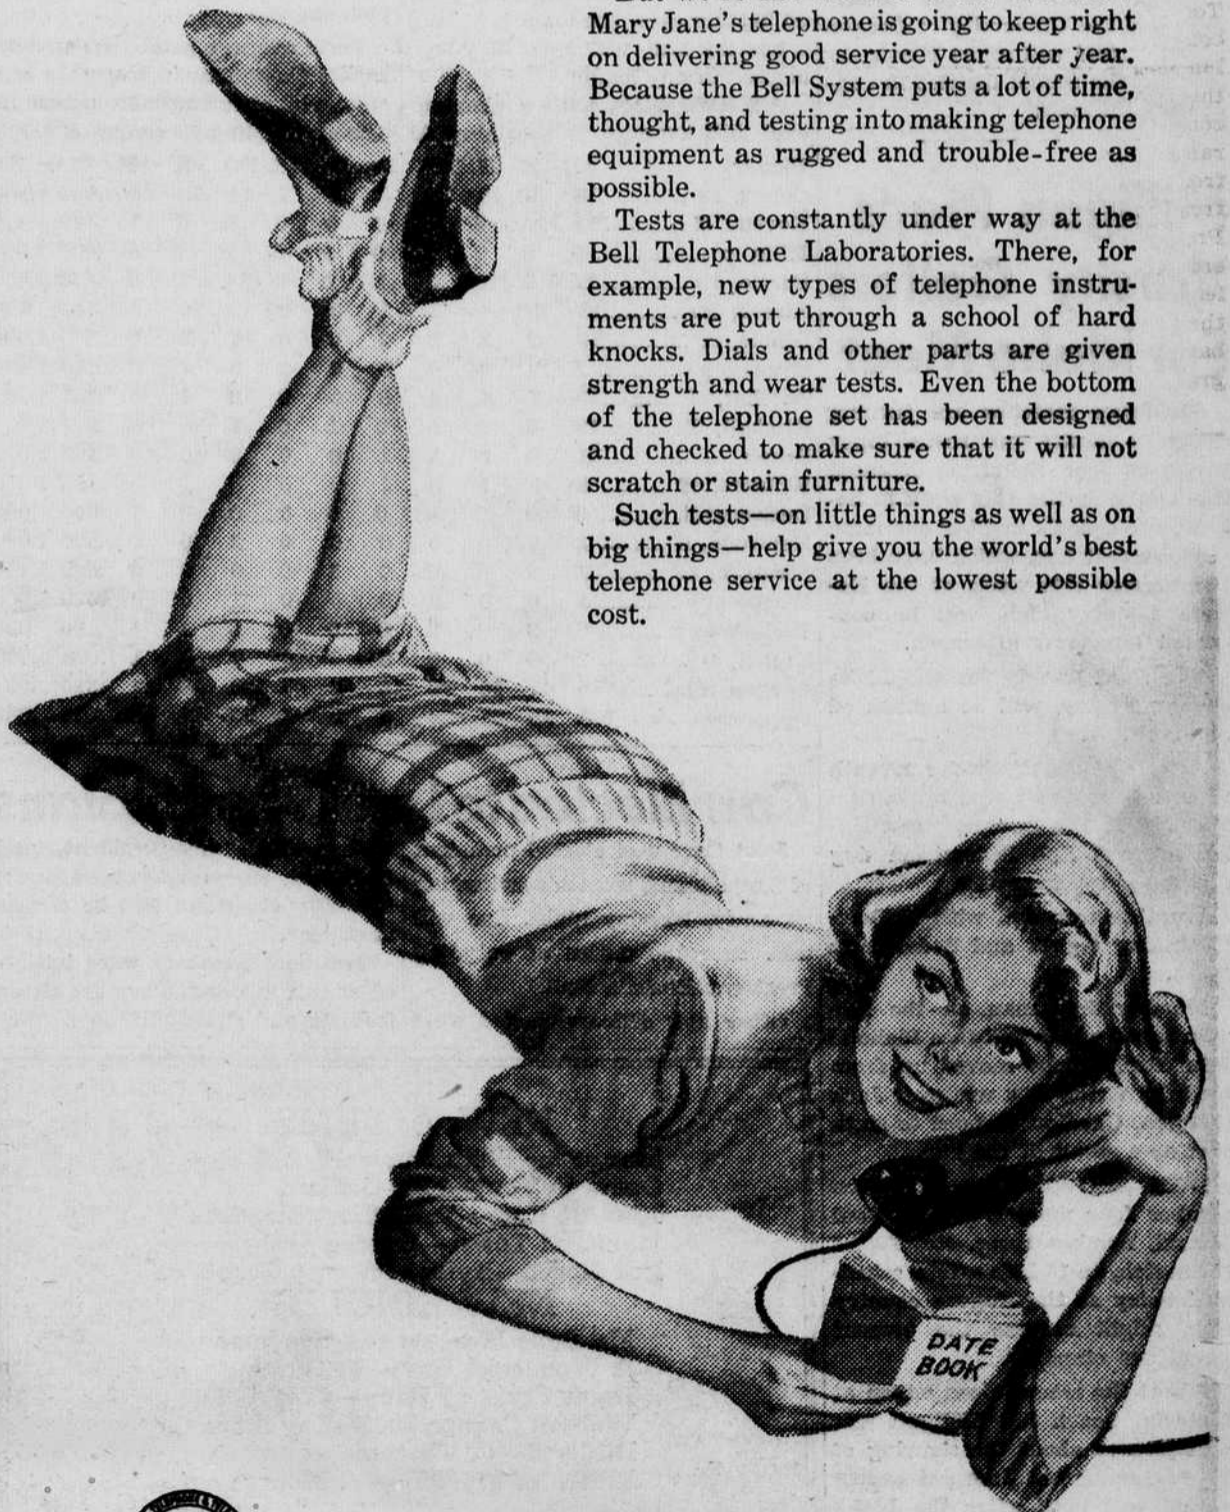 Mary Jane's telephone is going to keep right
on delivering good service year after year.
Because the Bell System puts a lot of time,
thought, and testing into making telephone
equipment as rugged and trouble-free as
possible.
Tests are constantly under way at the
Bell Telephone Laboratories. There, for
example, new types of telephone instru-
ments are put through a school of hard
knocks. Dials and other parts are given
strength and wear tests. Even the bottom
of the telephone set has been designed
and checked to make sure that it will not
scratch or stain furniture.
Such tests—on little things as well as on
big things—help give you the world's best
telephone service at the lowest possible
cost.
DATE
BOOK